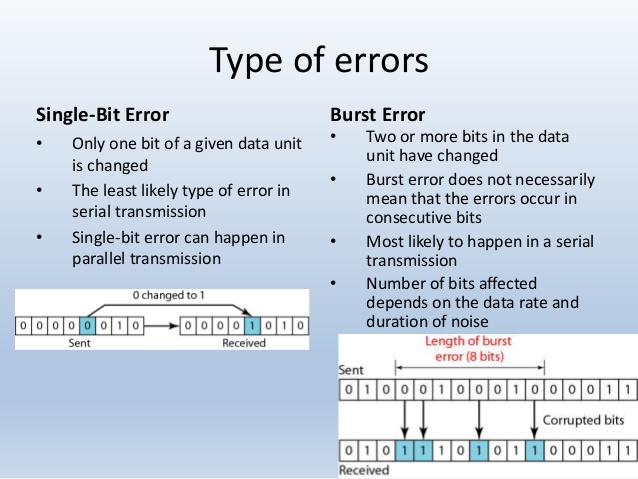 Type of errors
Single-Bit Error
• Only one bit of a given data unit
is changed
• The least likely type of error in
serial transmission
• Single-bit error can happen in
parallel transmission
0 changed to 1
0 0 0 0 0 0 1 0 0 0 0 0 1 0 1 0
Sent Received
Burst Error
• Two or more bits in the data
unit have changed
• Burst error does not necessarily
mean that the errors occur in
consecutive bits
• Most likely to happen in a serial
transmission
• Number of bits affected
depends on the data rate and
duration of noise
Length of burst
error (8 bits)
Sent
0 1 0 0 0 1 0 0 0 1 0 0 0 0 1 1
Corrupted bits
0 1 0 1 1 1 0 1 0 1 1 0 0 0 1 1
Received